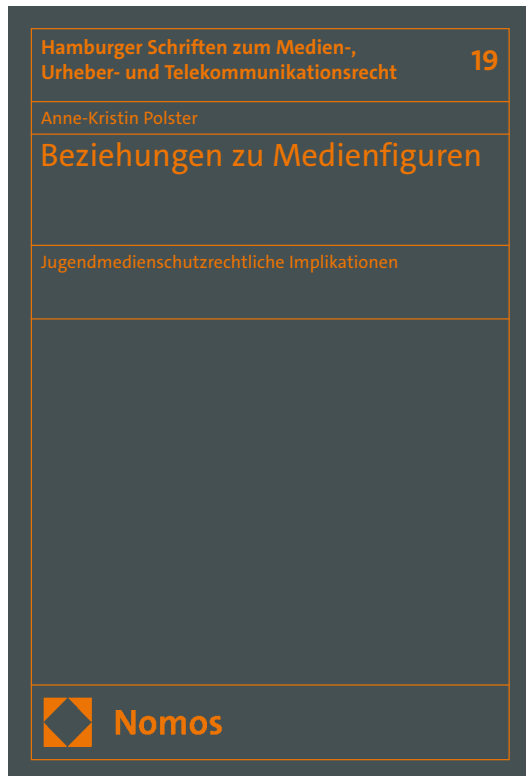 Hamburger Schriften zum Medien-,
Urheber- und Telekommunikationsrecht
19
Anne-Kristin Polster
Beziehungen zu Medienfiguren
Jugendmedienschutzrechtliche Implikationen
Nomos